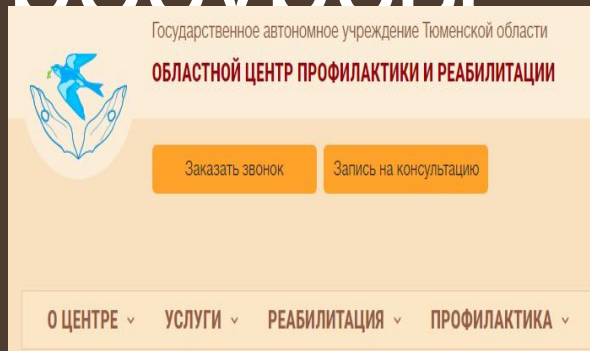 Государственное автономное учреждение Тюменской области
ОБЛАСТНОЙ ЦЕНТР ПРОФИЛАКТИКИ И РЕАБИЛИТАЦИИ
Заказать звонок Запись на консультацию
О ЦЕНТРЕ УСЛУГИ РЕАБИЛИТАЦИЯ ПРОФИЛАКТИКА